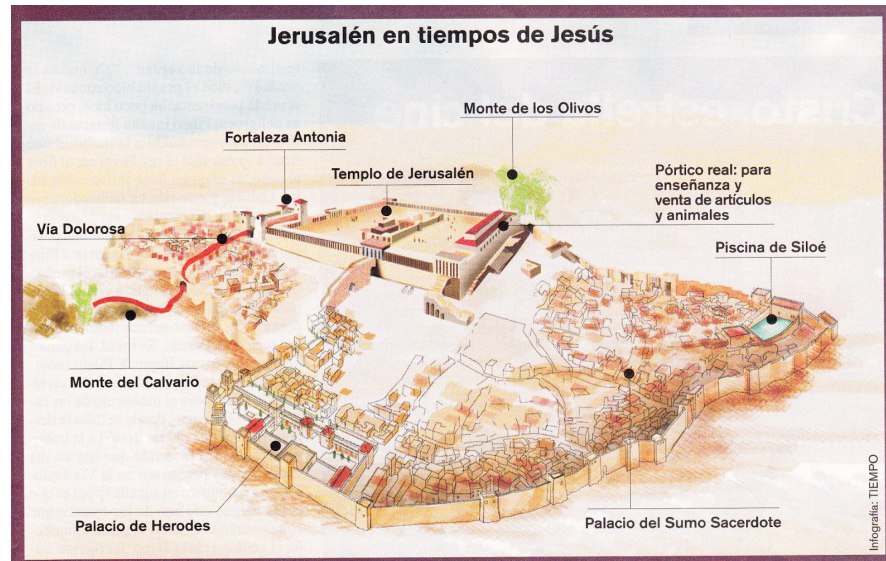 Jerusalén en tiempos de Jesús
Monte de los Olivos
Fortaleza Antonia
Templo de Jerusalén
Pórtico real: para
enseñanza y
venta de artículos
y animales
Vía Dolorosa
Piscina de Siloé
Monte del Calvario
Palacio de Herodes
Palacio del Sumo Sacerdote
Infografía: TIEMPO